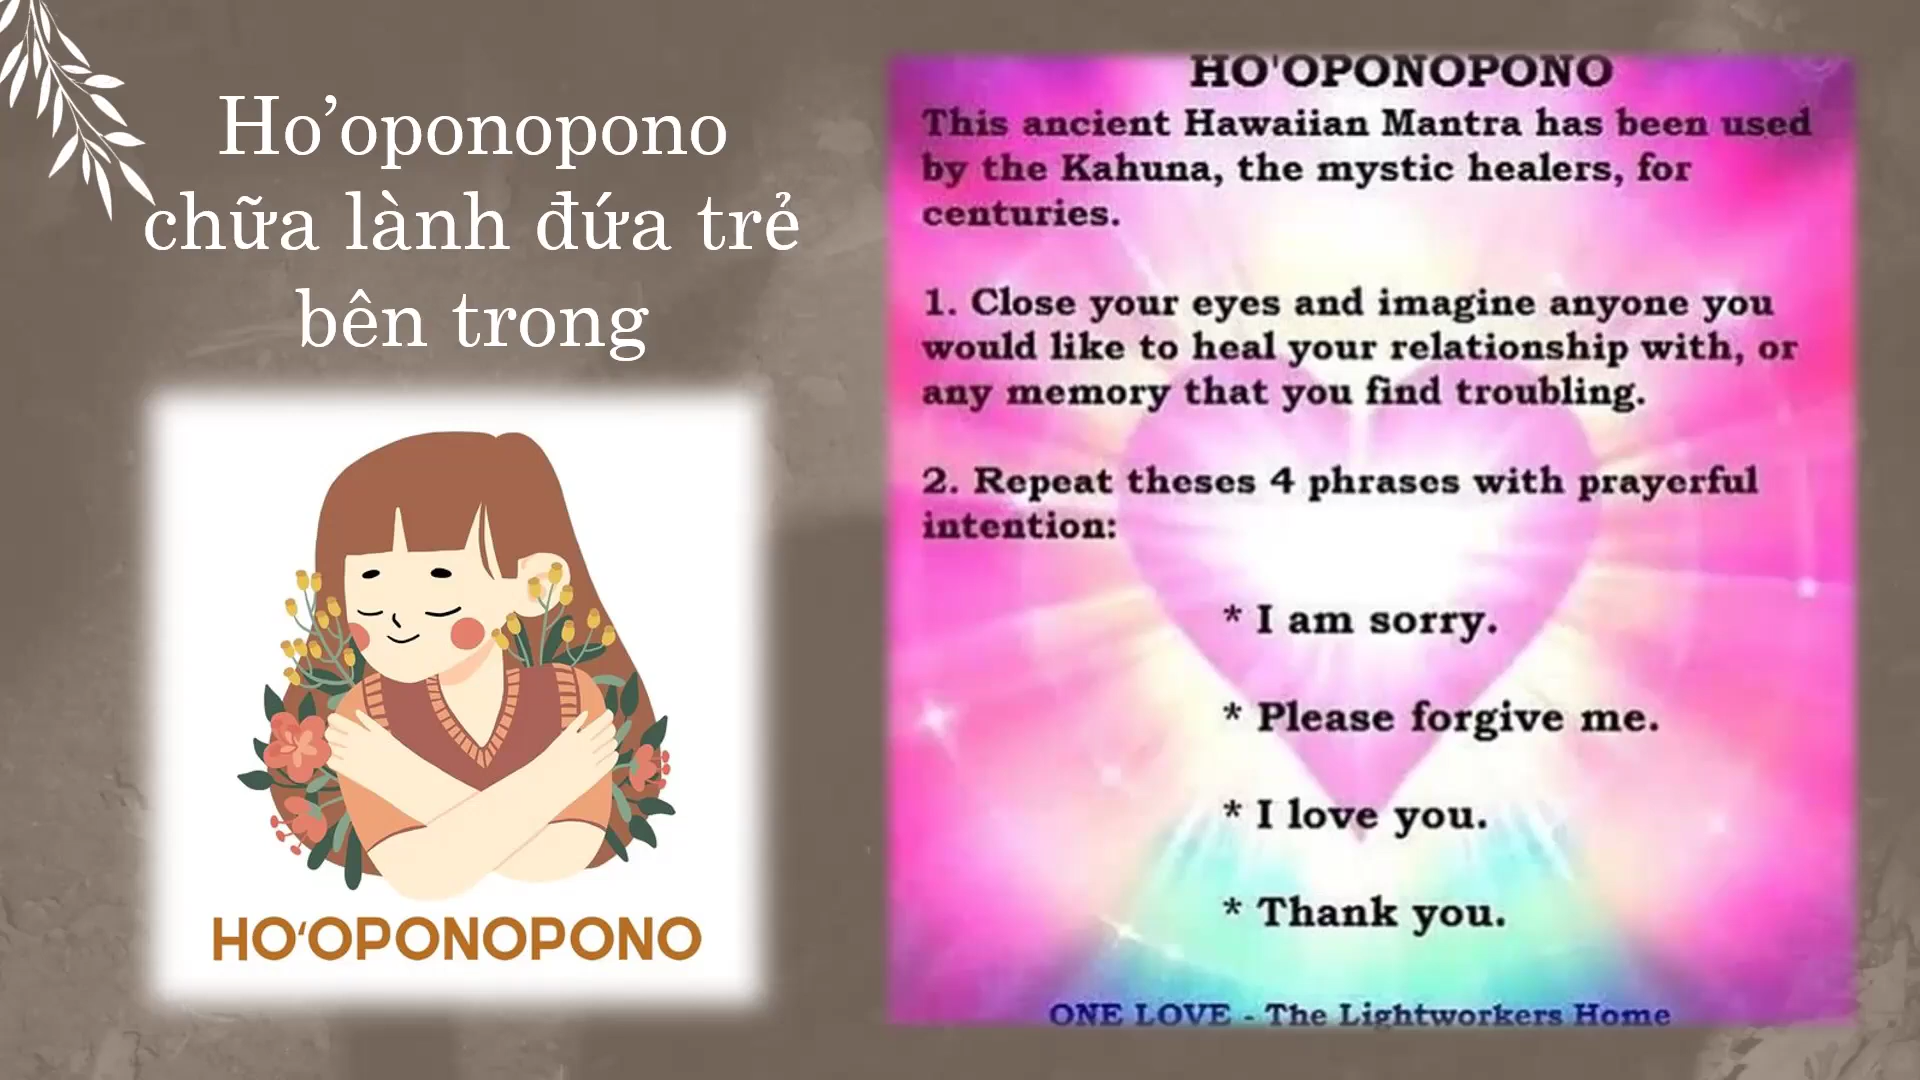 Ho’oponopono
chữa lành đứa trẻ
bên trong
HO‘OPONOPONO
HO'OPONOPONO
This ancient Hawaiian Mantra has been used
by the Kahuna, the mystic healers, for
centuries.
1. Close your eyes and imagine anyone you
would like to heal your relationship with, or
any memory that you find troubling.
2. Repeat theses 4 phrases with prayerful
intention:
* I am sorry.
* Please forgive me.
* I love you.
* Thank you.
ONE LOVE - The Lightworkers Home